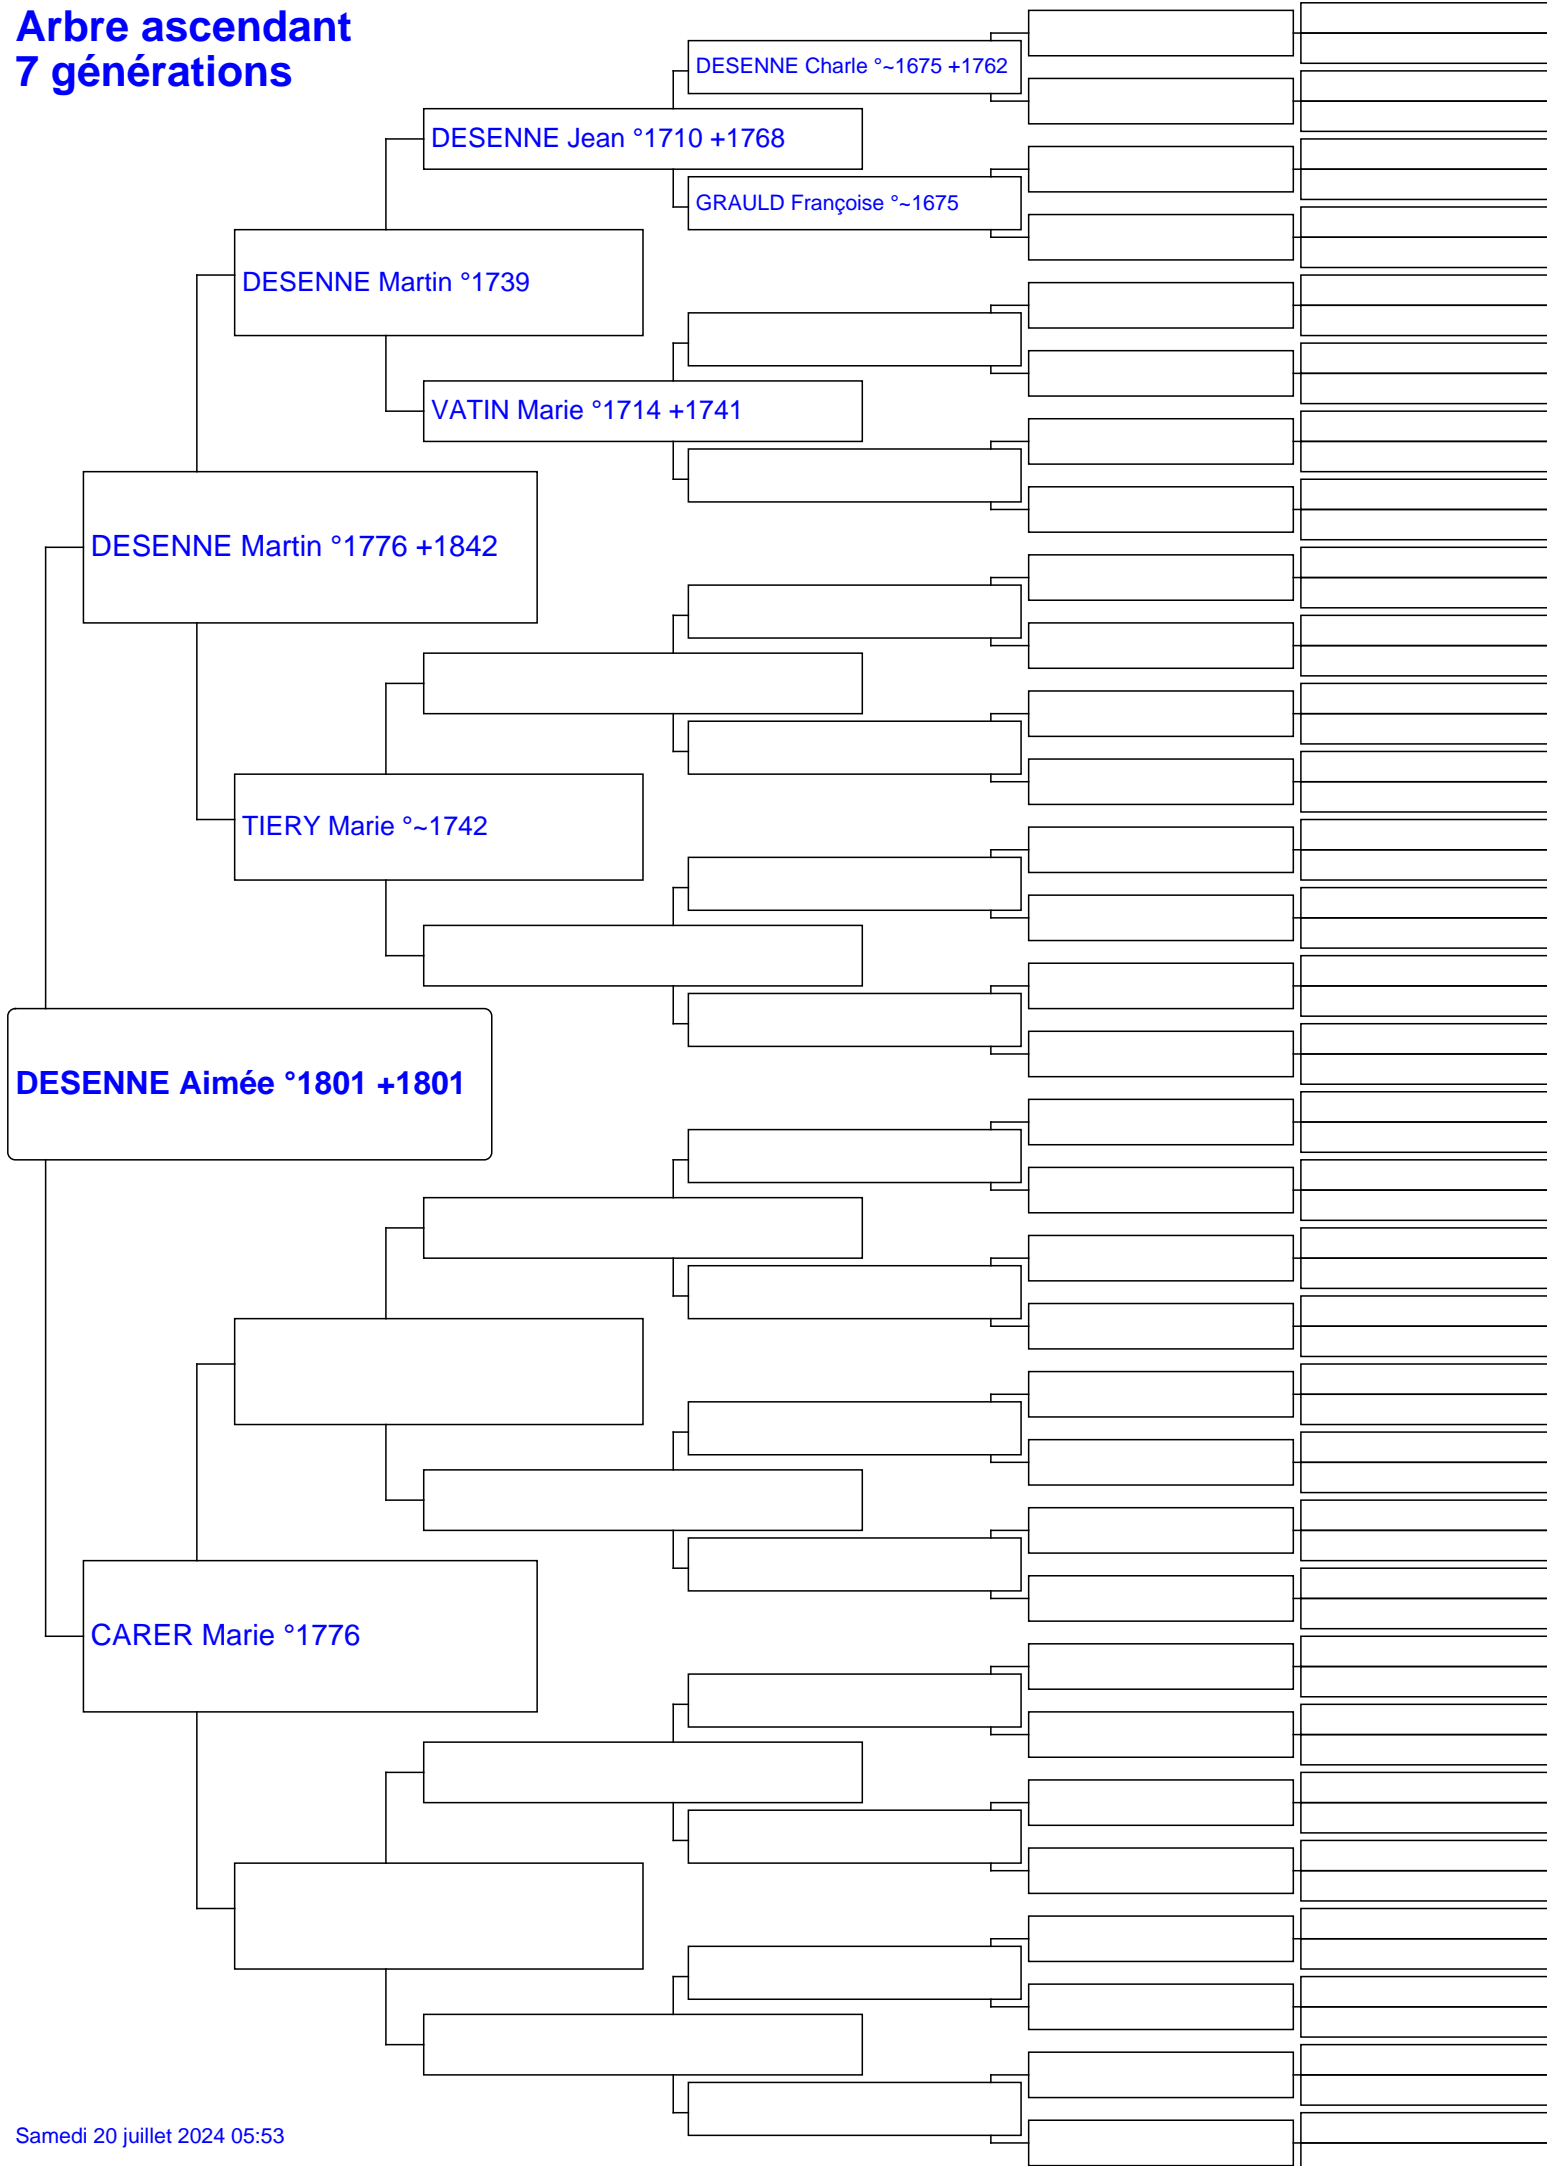 Arbre ascendant
7 générations
DESENNE Charle °~1675 +1762
DESENNE Jean °1710 +1768
GRAULD Françoise °~1675
DESENNE Martin °1739
VATIN Marie °1714 +1741
DESENNE Martin °1776 +1842
TIERY Marie °~1742
DESENNE Aimée °1801 +1801
CARER Marie °1776
Samedi 20 juillet 2024 05:53